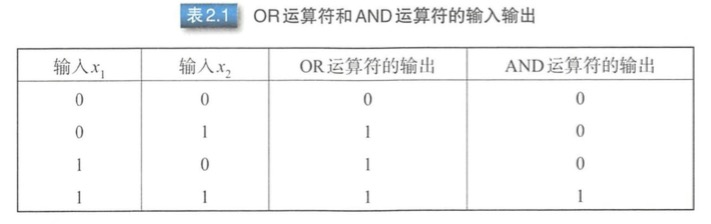 表2.1 OR运算符和AND运算符的输入输出
输入x₁ 输入x₂ OR运算符的输出 AND运算符的输出
0 0 0 0
0 1 1 0
1 0 1 0
1 1 1 1